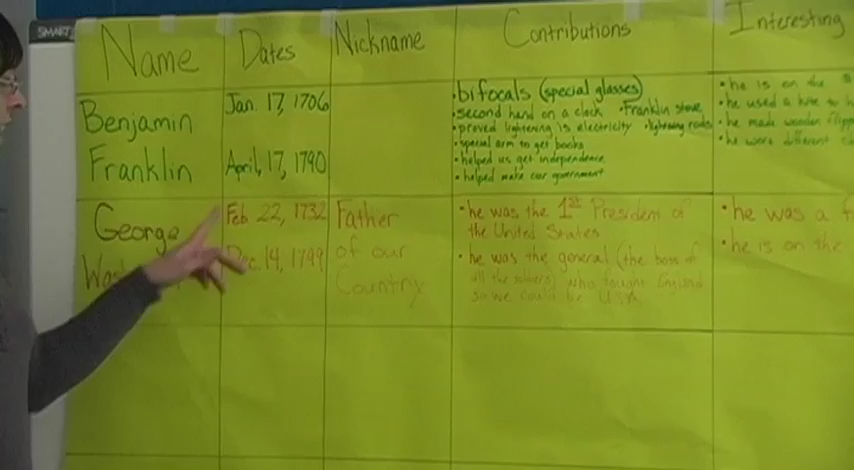 SMART
Name
Dates
Nickname
Contributions
Interesting
Benjamin
Franklin
Jan. 17, 1706
April, 17, 1790
• bifocals (special glasses)
• second hand on a clock • Franklin stove
• proved lightening is electricity • lightning rods
• special arm to get books
• helped us get independence
• helped make our government
• he is on the
• he used a kite to
• he made wooden
• he wore different
George
Feb 22, 1732
Dec. 14, 1799
Father
of our
Country
• he was the 1st President of
the United States
• he was the general (the boss of
all the soldiers) who fought England
so we could be USA
• he was a
• he is on the